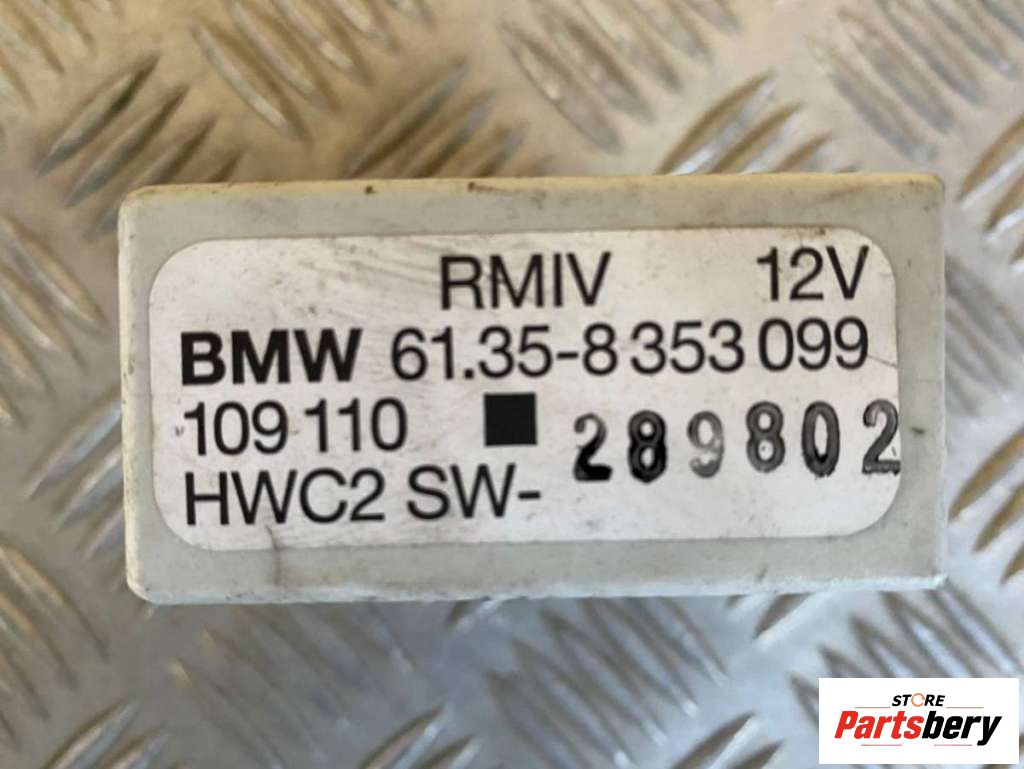 RMIV 12V
BMW 61.35-8 353 099
109 110 289802
HWC2 SW-
STORE
Partsbery